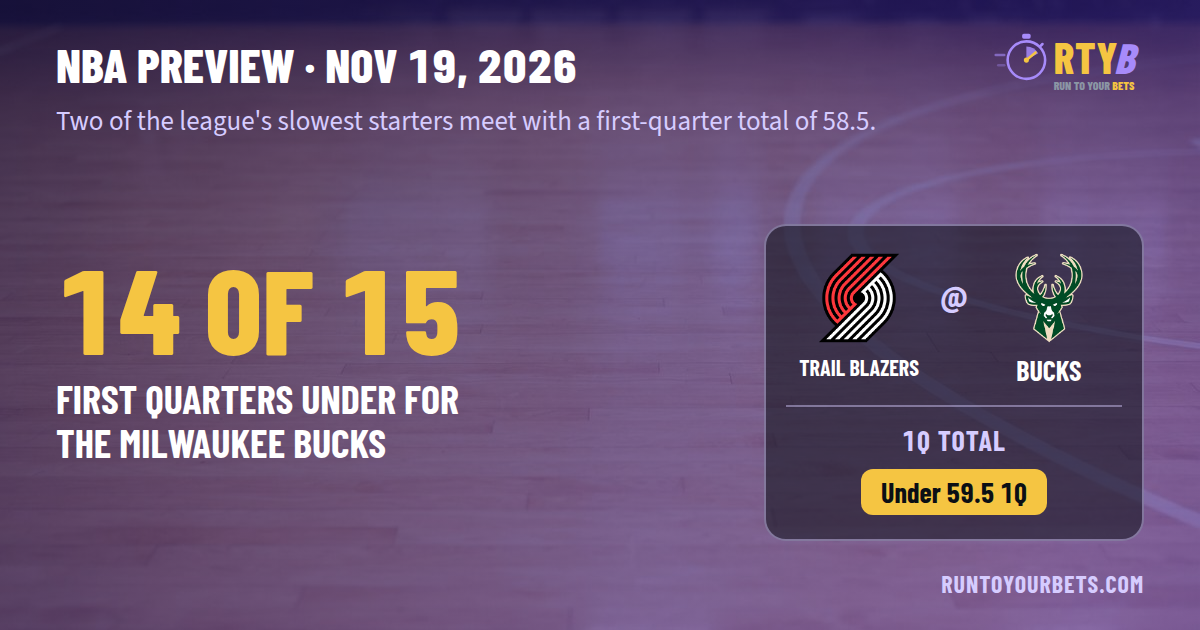 NBA PREVIEW · NOV 19, 2026
Two of the league's slowest starters meet with a first-quarter total of 58.5.
RTYB
RUN TO YOUR BETS
14 OF 15
FIRST QUARTERS UNDER FOR
THE MILWAUKEE BUCKS
@
TRAIL BLAZERS
BUCKS
1Q TOTAL
Under 59.5 1Q
RUNTOYOURBETS.COM